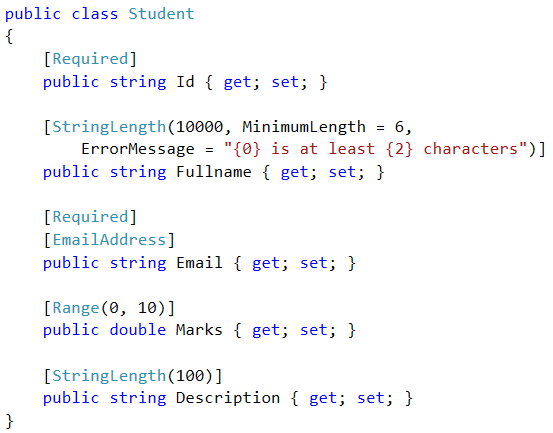 public class Student
{
[Required]
public string Id { get; set; }
[StringLength(10000, MinimumLength = 6,
ErrorMessage = "{0} is at least {2} characters")]
public string Fullname { get; set; }
[Required]
[EmailAddress]
public string Email { get; set; }
[Range(0, 10)]
public double Marks { get; set; }
[StringLength(100)]
public string Description { get; set; }
}